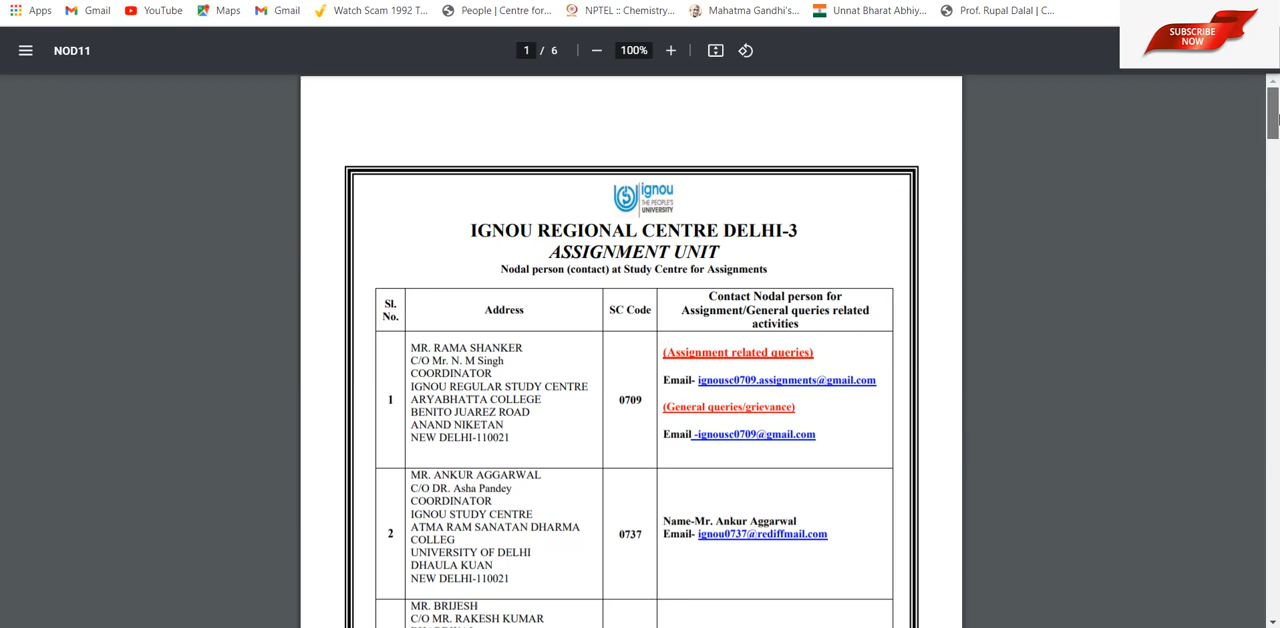 Apps Gmail YouTube Maps Gmail Watch Scam 1992 T... People | Centre for... NPTEL :: Chemistry... Mahatma Gandhi's... Unnat Bharat Abhiy... Prof. Rupal Dalal | C...
SUBSCRIBE
NOW
NOD11 1 / 6 — 100% +
ignou
THE PEOPLE'S
UNIVERSITY
IGNOU REGIONAL CENTRE DELHI-3
ASSIGNMENT UNIT
Nodal person (contact) at Study Centre for Assignments
Sl. No. Address SC Code Contact Nodal person for Assignment/General queries related activities
1
MR. RAMA SHANKER
C/O Mr. N. M Singh
COORDINATOR
IGNOU REGULAR STUDY CENTRE
ARYABHATTA COLLEGE
BENITO JUAREZ ROAD
ANAND NIKETAN
NEW DELHI-110021
0709
(Assignment related queries)
Email- ignousc0709.assignments@gmail.com
(General queries/grievance)
Email -ignousc0709@gmail.com
2
MR. ANKUR AGGARWAL
C/O DR. Asha Pandey
COORDINATOR
IGNOU STUDY CENTRE
ATMA RAM SANATAN DHARMA
COLLEG
UNIVERSITY OF DELHI
DHAULA KUAN
NEW DELHI-110021
0737
Name-Mr. Ankur Aggarwal
Email- ignou0737@rediffmail.com
MR. BRIJESH
C/O MR. RAKESH KUMAR